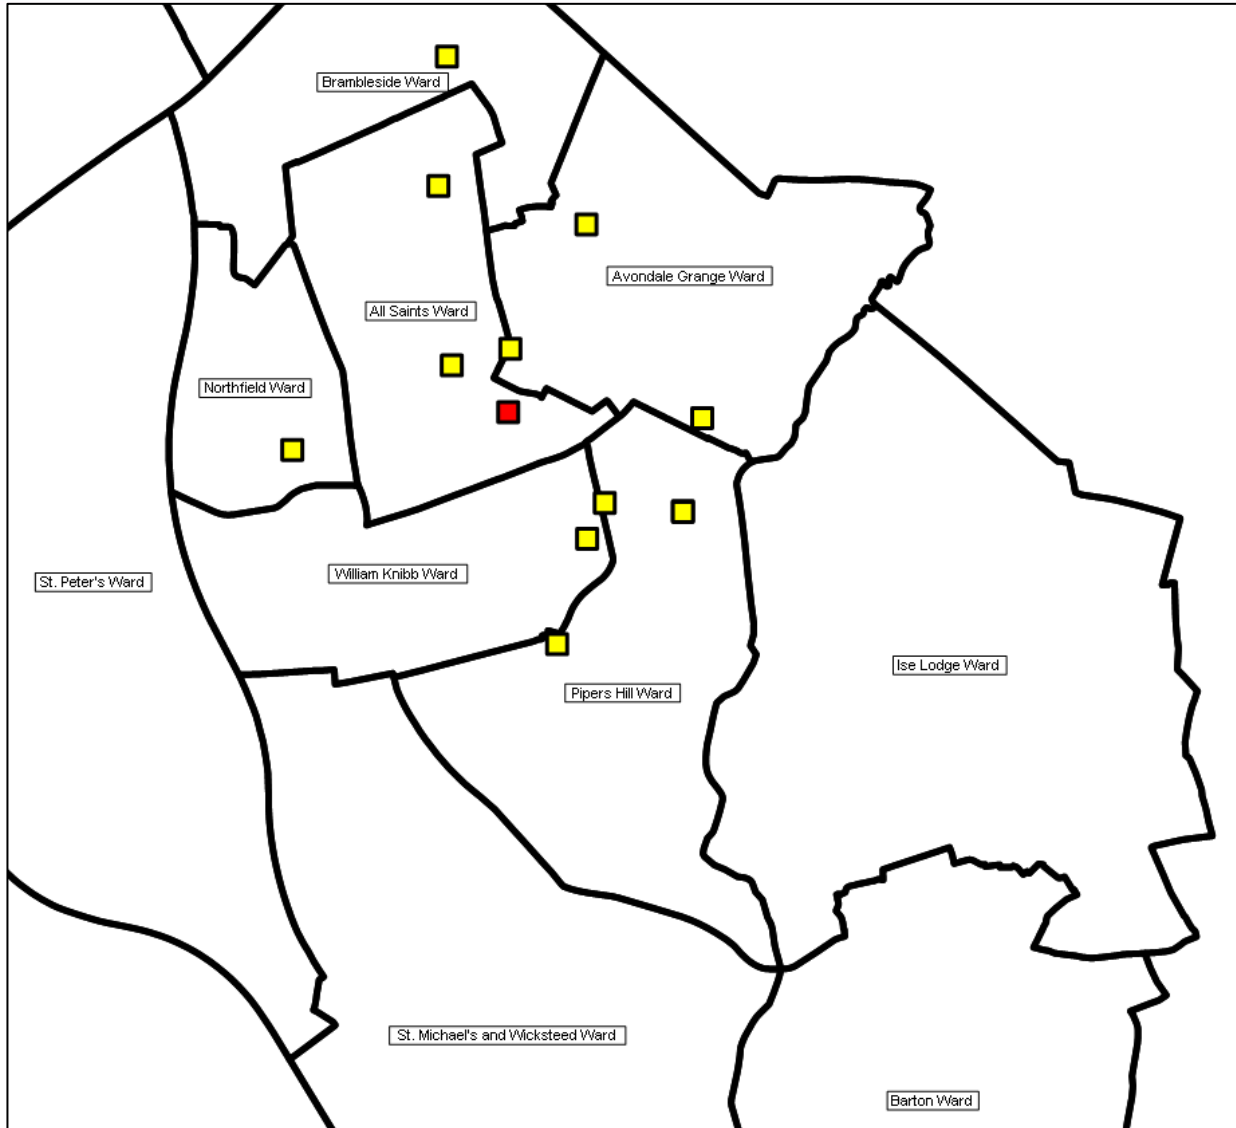 Brambleside Ward
Avondale Grange Ward
All Saints Ward
Northfield Ward
William Knibb Ward
St. Peter's Ward
Ise Lodge Ward
Pipers Hill Ward
St. Michael's and Wicksteed Ward
Barton Ward